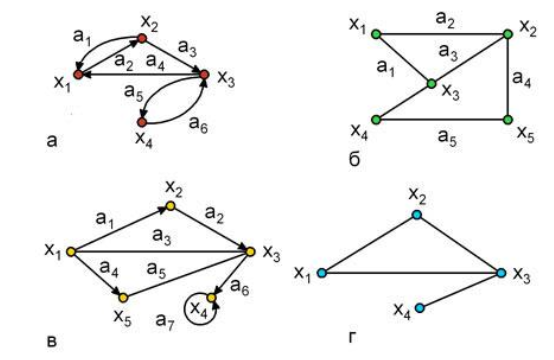 x₂
a₁
a₂
a₃
a₄
x₁
x₃
a₅
a₆
x₄
а
x₁
a₂
x₂
a₃
a₁
x₃
a₄
x₄
a₅
x₅
б
x₂
a₁
a₂
x₁
a₃
x₃
a₄
a₅
a₆
x₄
x₅
a₇
в
x₂
x₁
x₃
x₄
г